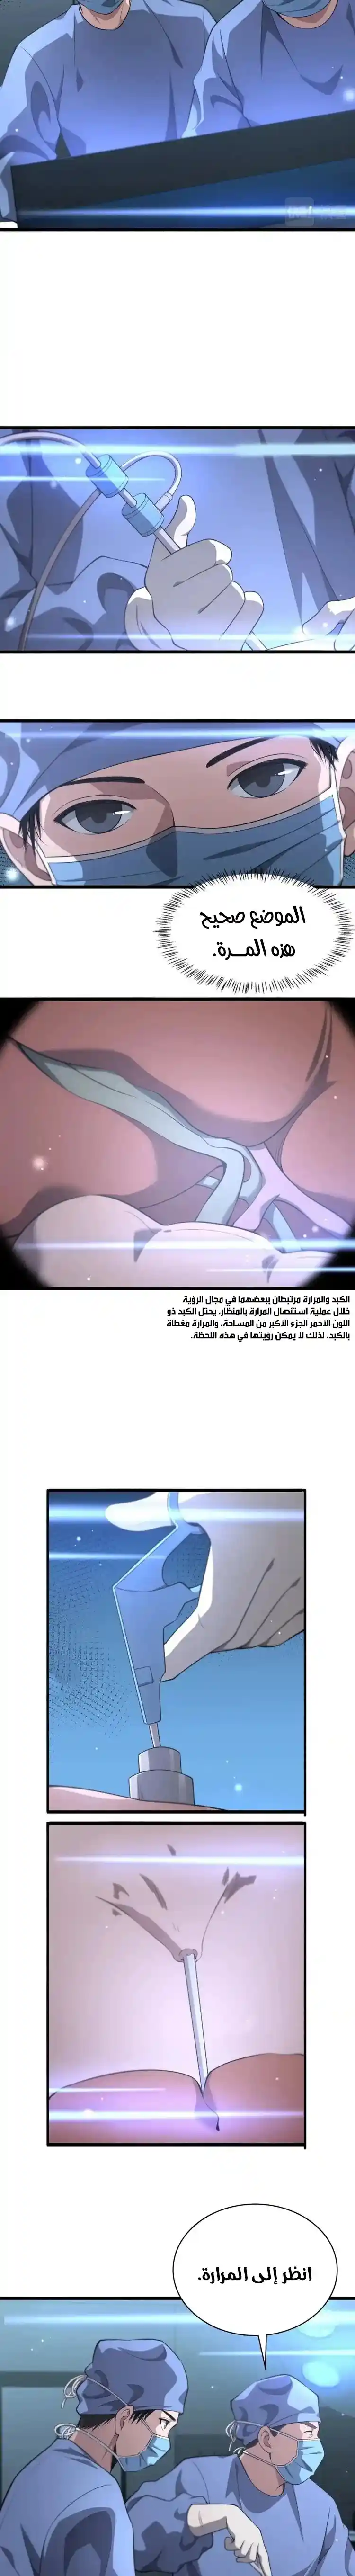 الموضع صحيح
هذه المـــرة.
الكبد والمرارة مرتبطان ببعضهما في مجال الرؤية
خلال عملية استئصال المرارة بالمنظار، يحتل الكبد ذو
اللون الأحمر الجزء الأكبر من المساحة، والمرارة مغطاة
بالكبد، لذلك لا يمكن رؤيتها في هذه اللحظة.
انظر إلى المرارة.